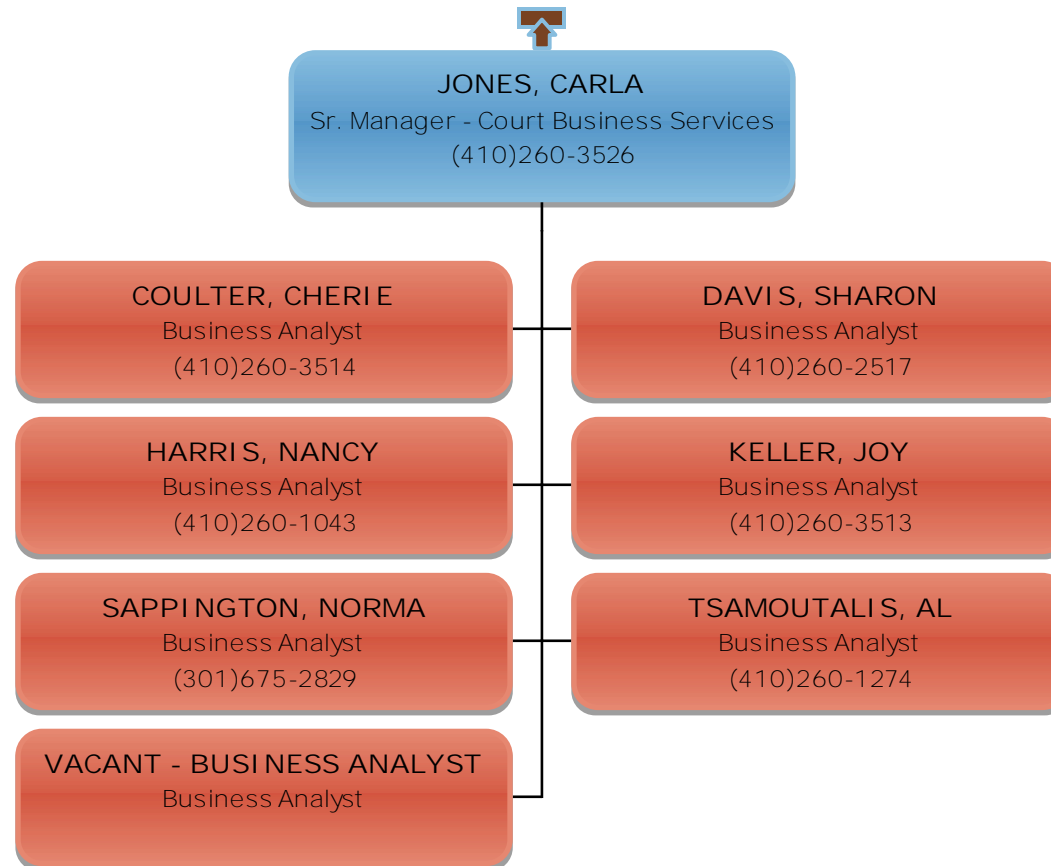 JONES, CARLA
Sr. Manager - Court Business Services
(410)260-3526
COULTER, CHERIE
Business Analyst
(410)260-3514
DAVIS, SHARON
Business Analyst
(410)260-2517
HARRIS, NANCY
Business Analyst
(410)260-1043
KELLER, JOY
Business Analyst
(410)260-3513
SAPPINGTON, NORMA
Business Analyst
(301)675-2829
TSAMOUTALIS, AL
Business Analyst
(410)260-1274
VACANT - BUSINESS ANALYST
Business Analyst